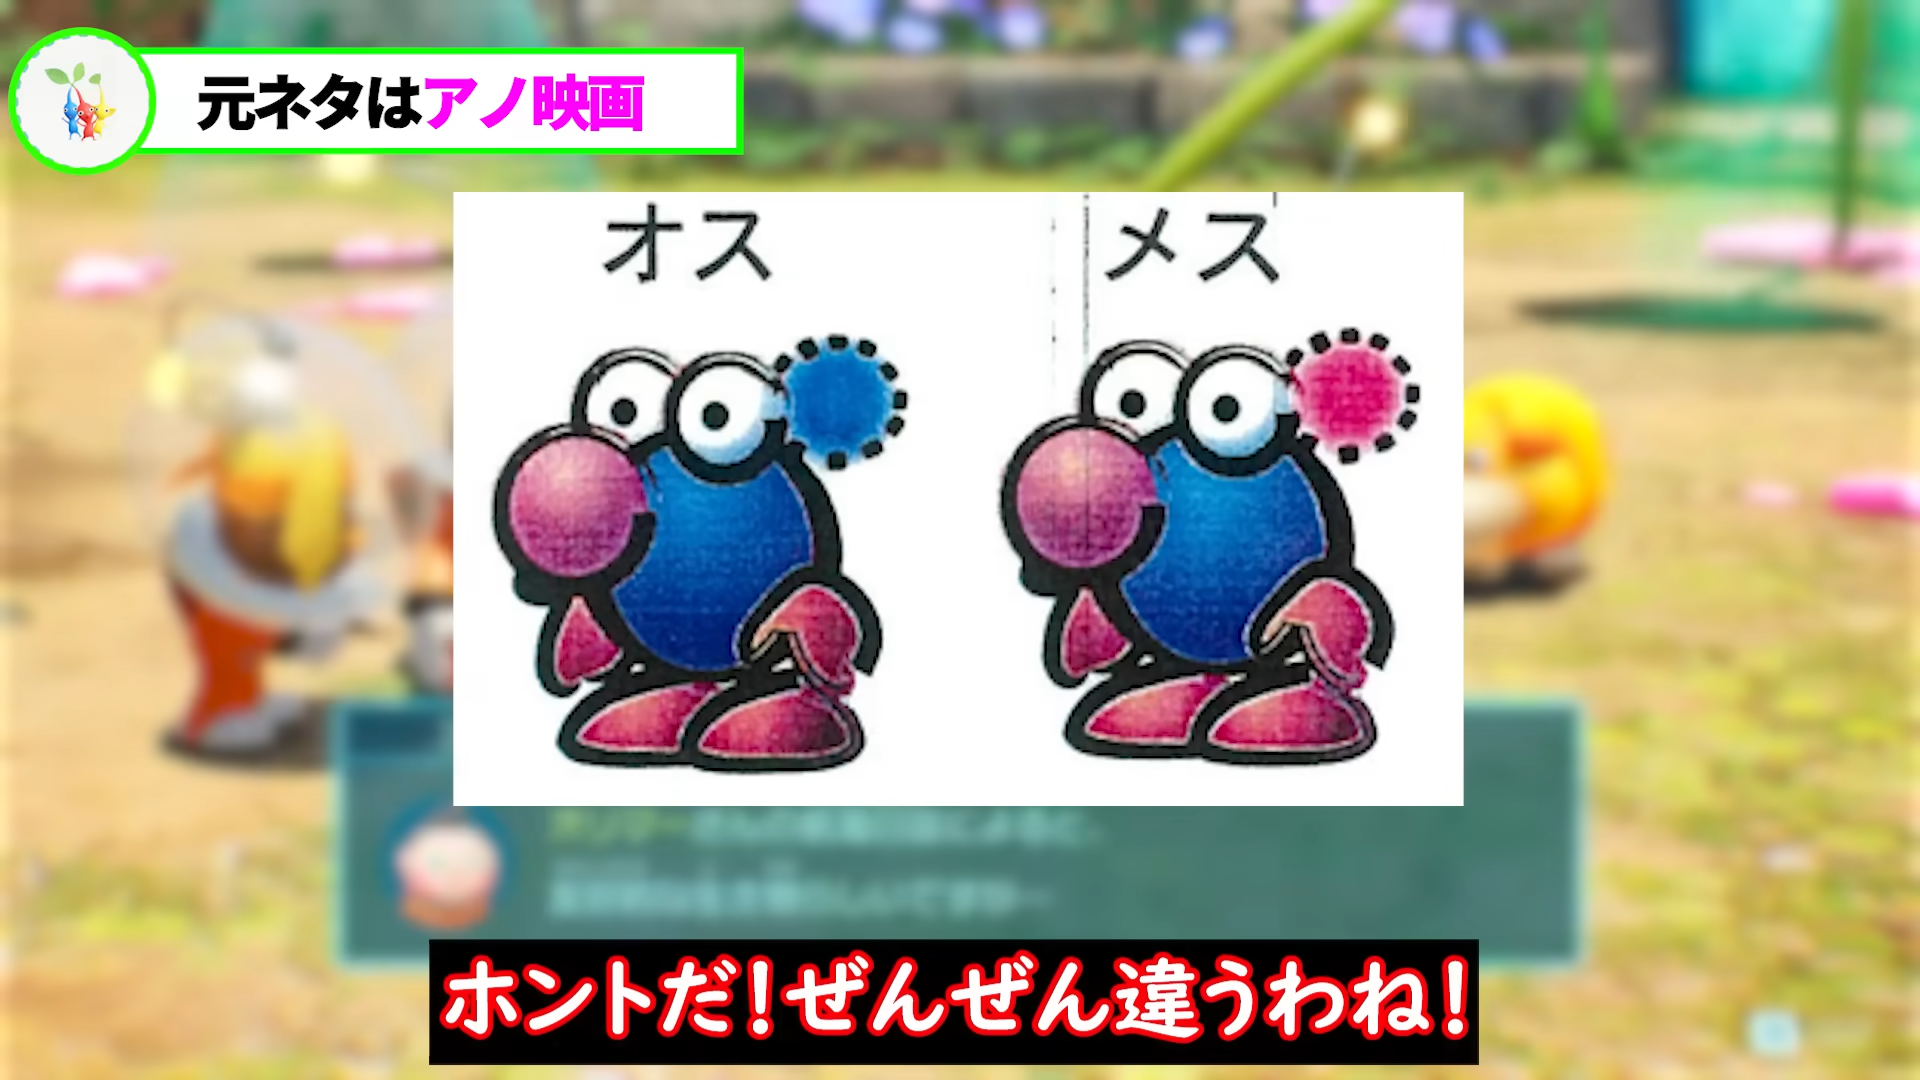 元ネタはアノ映画
オス
メス
ホントだ！ぜんぜん違うわね！